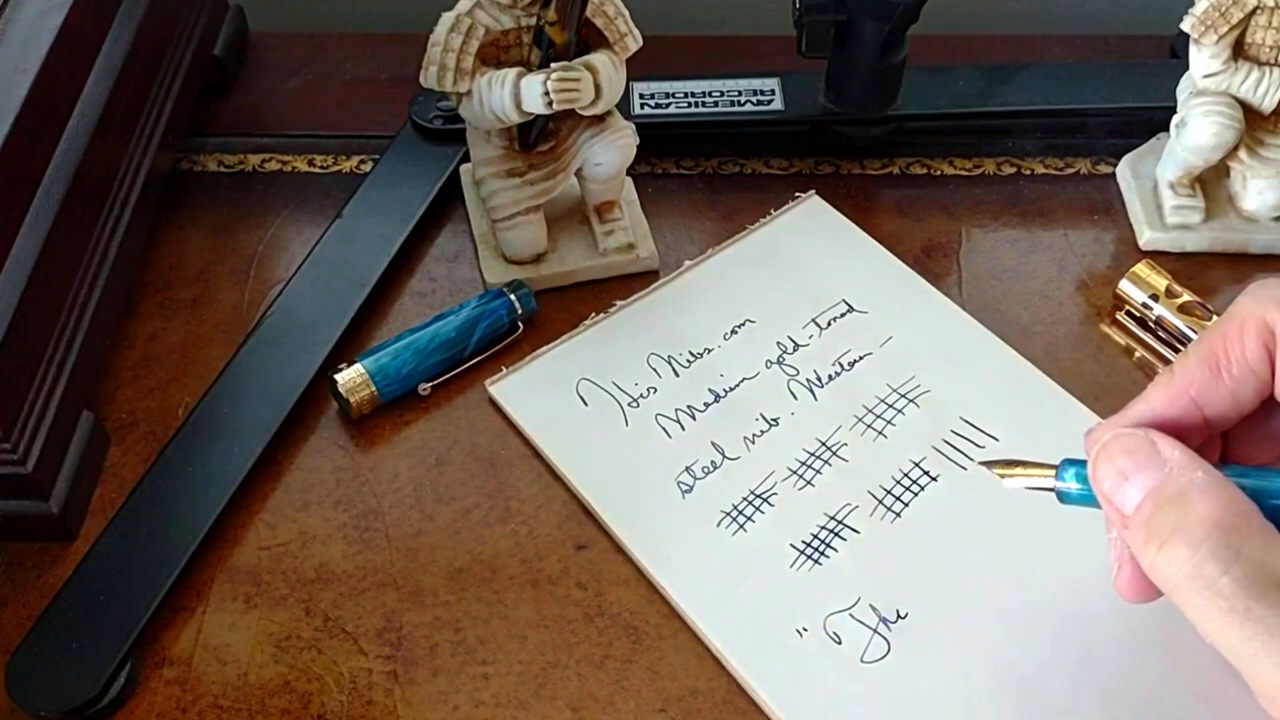 AMERICAN
RECORDER
His Nibs.com
Medium gold-toned
steel nib. Western -
" The